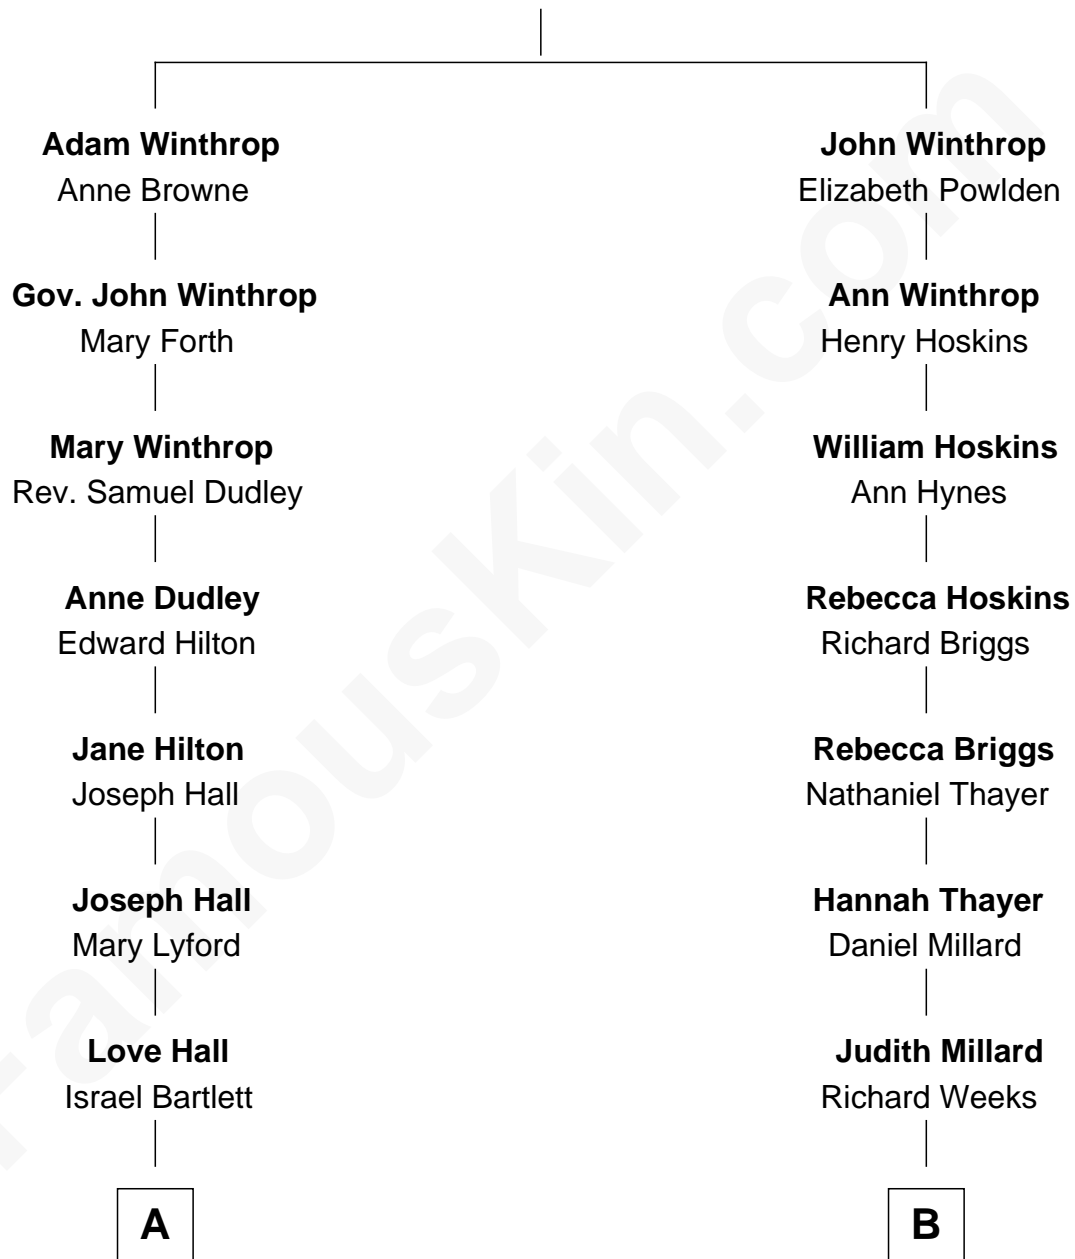 Adam Winthrop
Anne Browne
Gov. John Winthrop
Mary Forth
Mary Winthrop
Rev. Samuel Dudley
Anne Dudley
Edward Hilton
Jane Hilton
Joseph Hall
Joseph Hall
Mary Lyford
Love Hall
Israel Bartlett
A
John Winthrop
Elizabeth Powlden
Ann Winthrop
Henry Hoskins
William Hoskins
Ann Hynes
Rebecca Hoskins
Richard Briggs
Rebecca Briggs
Nathaniel Thayer
Hannah Thayer
Daniel Millard
Judith Millard
Richard Weeks
B
FamousKin.com